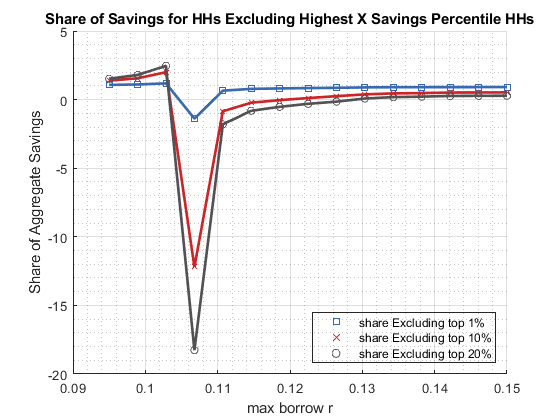 Share of Savings for HHs Excluding Highest X Savings Percentile HHs
5
0
-5
-10
-15
-20
Share of Aggregate Savings
share Excluding top 1%
share Excluding top 10%
share Excluding top 20%
0.09
0.1
0.11
0.12
0.13
0.14
0.15
max borrow r